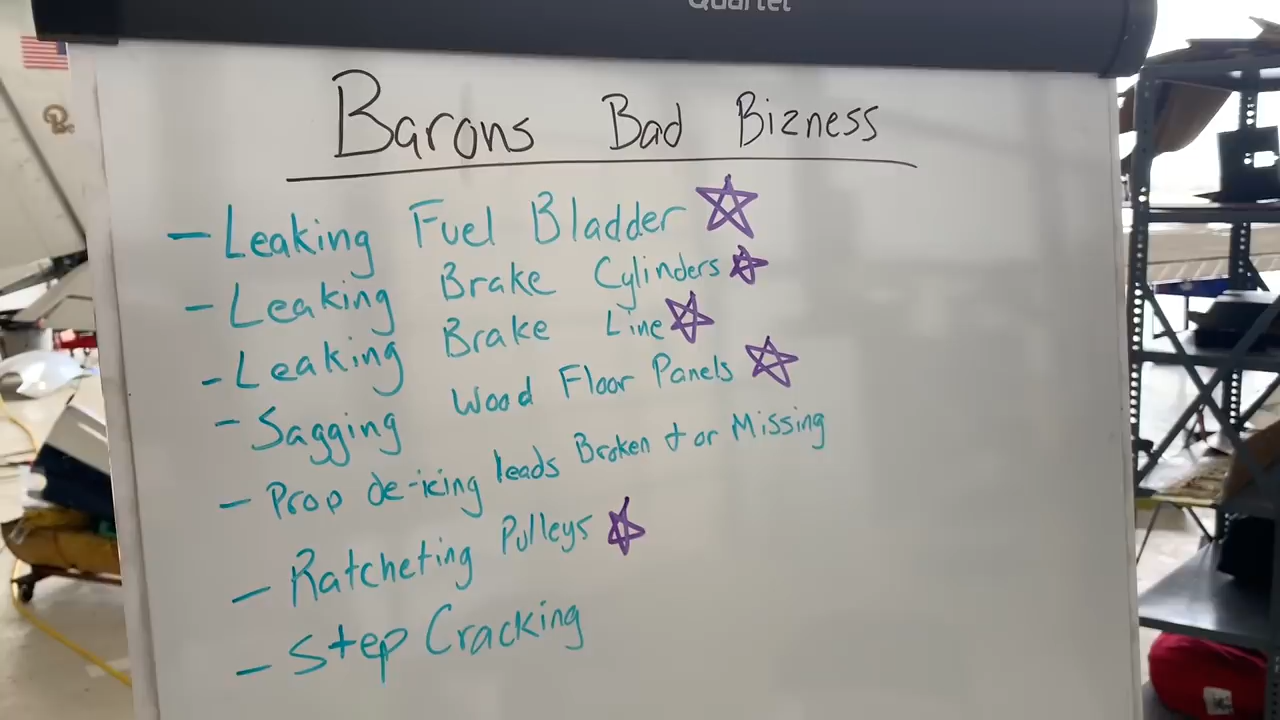 Quartet
Barons Bad Bizness
- Leaking Fuel Bladder ☆
- Leaking Brake Cylinders ☆
- Leaking Brake Line ☆
- Sagging Wood Floor Panels ☆
- Prop de-icing leads Broken + or Missing
- Ratcheting Pulleys ☆
- Step Cracking